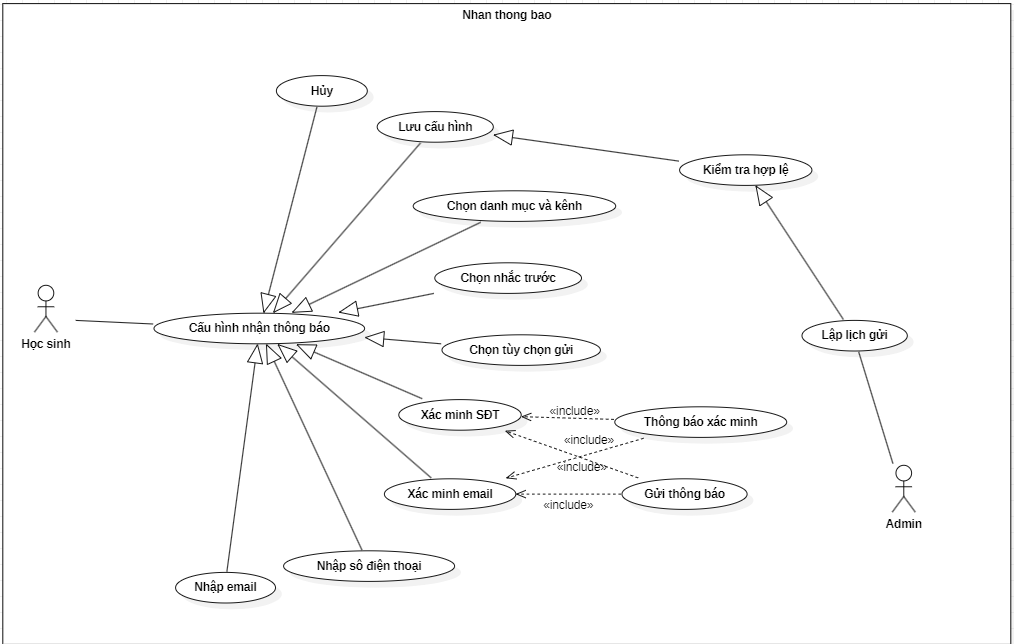 Nhan thong bao
Hủy
Lưu cấu hình
Kiểm tra hợp lệ
Chọn danh mục và kênh
Chọn nhắc trước
Cấu hình nhận thông báo
Học sinh
Lập lịch gửi
Chọn tùy chọn gửi
Xác minh SĐT
«include»
Thông báo xác minh
«include»
«include»
Xác minh email
Gửi thông báo
«include»
Admin
Nhập số điện thoại
Nhập email